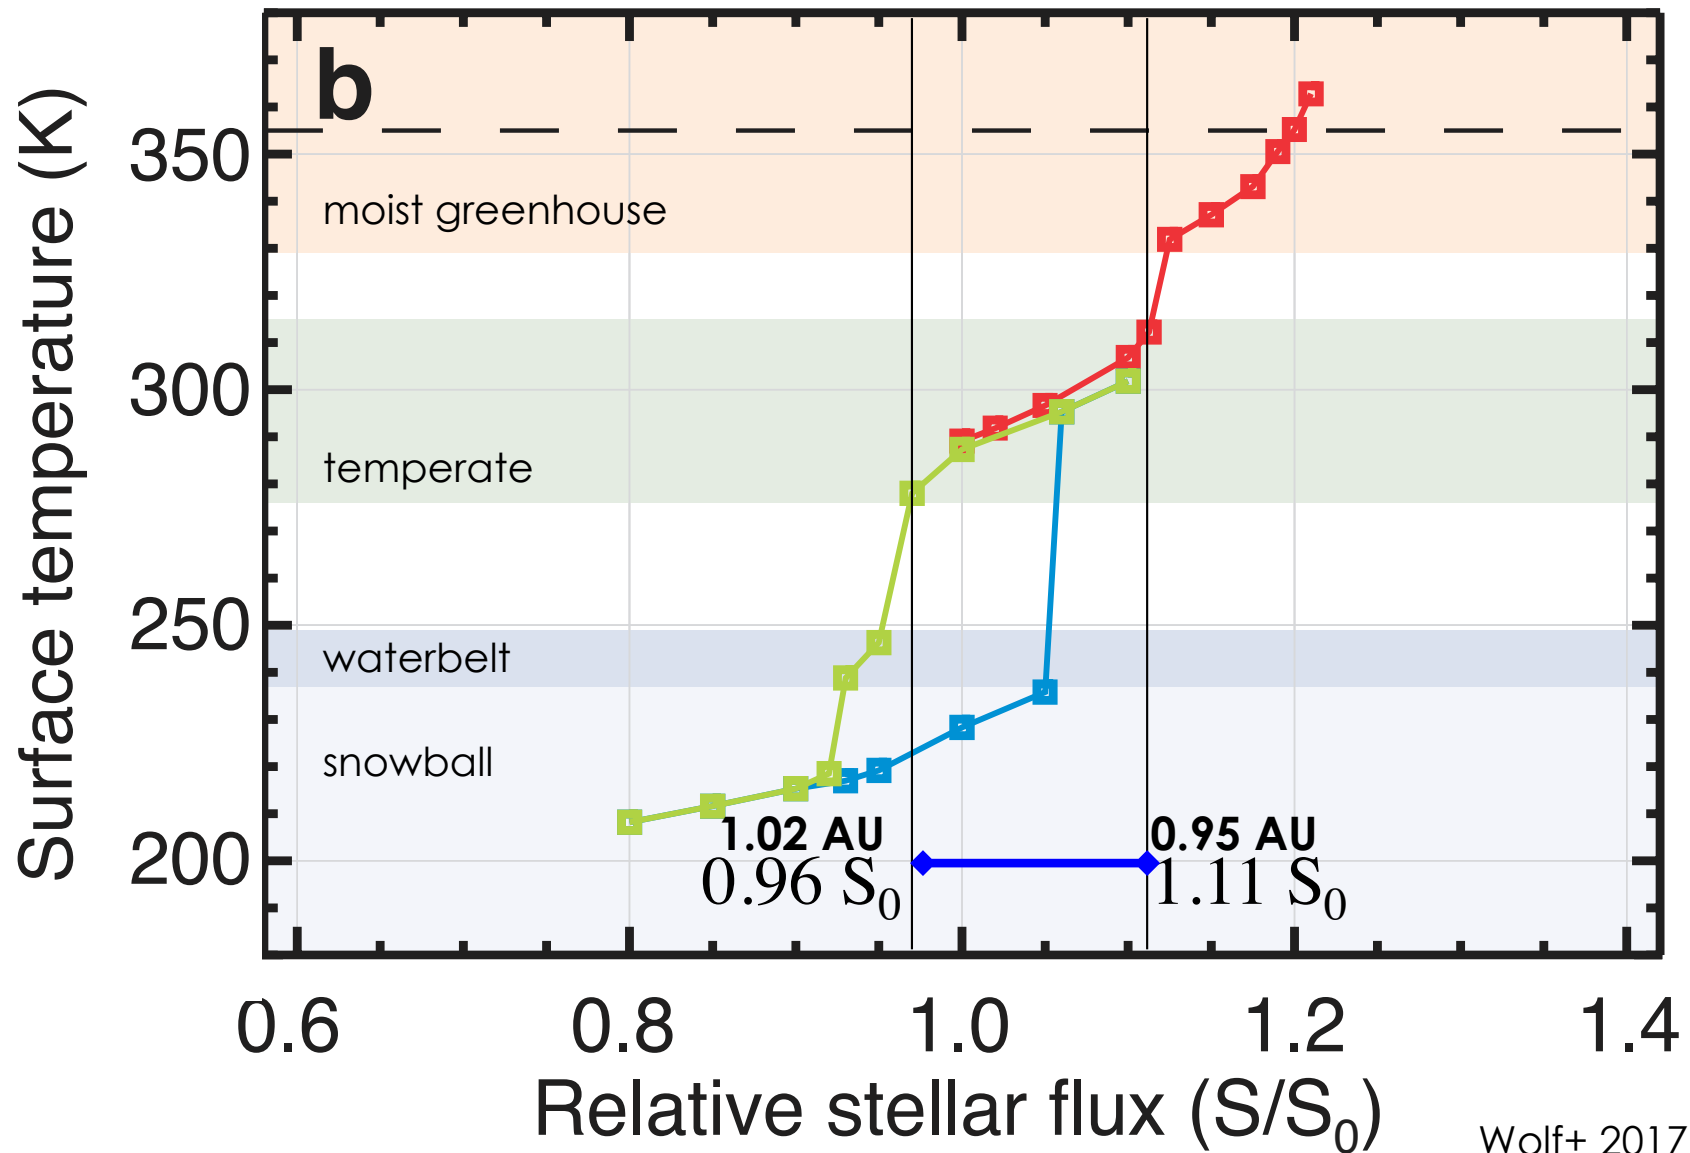 b
Surface temperature (K)
350
300
250
200
moist greenhouse
temperate
waterbelt
snowball
1.02 AU
0.96 S₀
0.95 AU
1.11 S₀
0.6 0.8 1.0 1.2 1.4
Relative stellar flux (S/S₀)
Wolf+ 2017